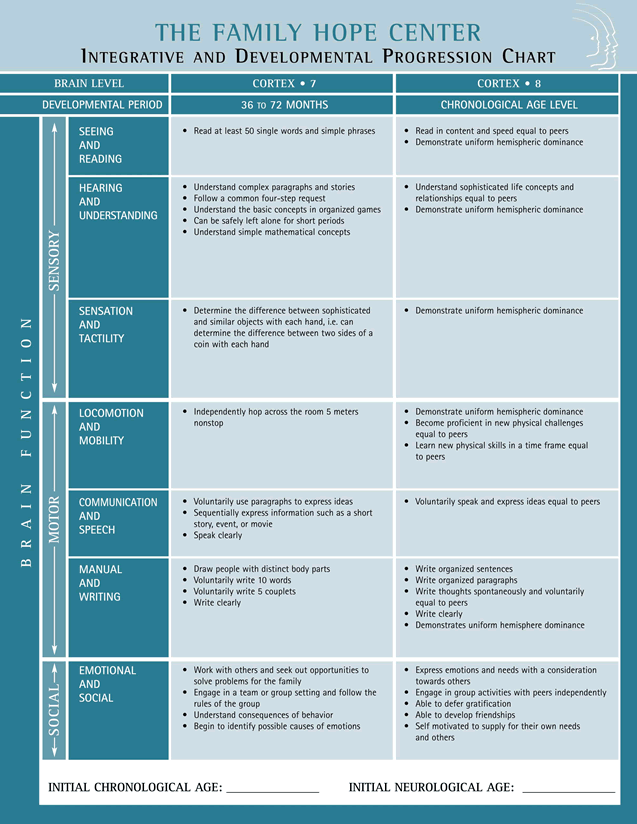 THE FAMILY HOPE CENTER
INTEGRATIVE AND DEVELOPMENTAL PROGRESSION CHART
BRAIN LEVEL
CORTEX • 7
CORTEX • 8
DEVELOPMENTAL PERIOD
36 TO 72 MONTHS
CHRONOLOGICAL AGE LEVEL
BRAIN FUNCTION
SENSORY
SEEING
AND
READING
• Read at least 50 single words and simple phrases
• Read in content and speed equal to peers
• Demonstrate uniform hemispheric dominance
HEARING
AND
UNDERSTANDING
• Understand complex paragraphs and stories
• Follow a common four-step request
• Understand the basic concepts in organized games
• Can be safely left alone for short periods
• Understand simple mathematical concepts
• Understand sophisticated life concepts and
relationships equal to peers
• Demonstrate uniform hemispheric dominance
SENSATION
AND
TACTILITY
• Determine the difference between sophisticated
and similar objects with each hand, i.e. can
determine the difference between two sides of a
coin with each hand
• Demonstrate uniform hemispheric dominance
MOTOR
LOCOMOTION
AND
MOBILITY
• Independently hop across the room 5 meters
nonstop
• Demonstrate uniform hemispheric dominance
• Become proficient in new physical challenges
equal to peers
• Learn new physical skills in a time frame equal
to peers
COMMUNICATION
AND
SPEECH
• Voluntarily use paragraphs to express ideas
• Sequentially express information such as a short
story, event, or movie
• Speak clearly
• Voluntarily speak and express ideas equal to peers
MANUAL
AND
WRITING
• Draw people with distinct body parts
• Voluntarily write 10 words
• Voluntarily write 5 couplets
• Write clearly
• Write organized sentences
• Write organized paragraphs
• Write thoughts spontaneously and voluntarily
equal to peers
• Write clearly
• Demonstrates uniform hemisphere dominance
SOCIAL
EMOTIONAL
AND
SOCIAL
• Work with others and seek out opportunities to
solve problems for the family
• Engage in a team or group setting and follow the
rules of the group
• Understand consequences of behavior
• Begin to identify possible causes of emotions
• Express emotions and needs with a consideration
towards others
• Engage in group activities with peers independently
• Able to defer gratification
• Able to develop friendships
• Self motivated to supply for their own needs
and others
INITIAL CHRONOLOGICAL AGE: ________________
INITIAL NEUROLOGICAL AGE: ________________